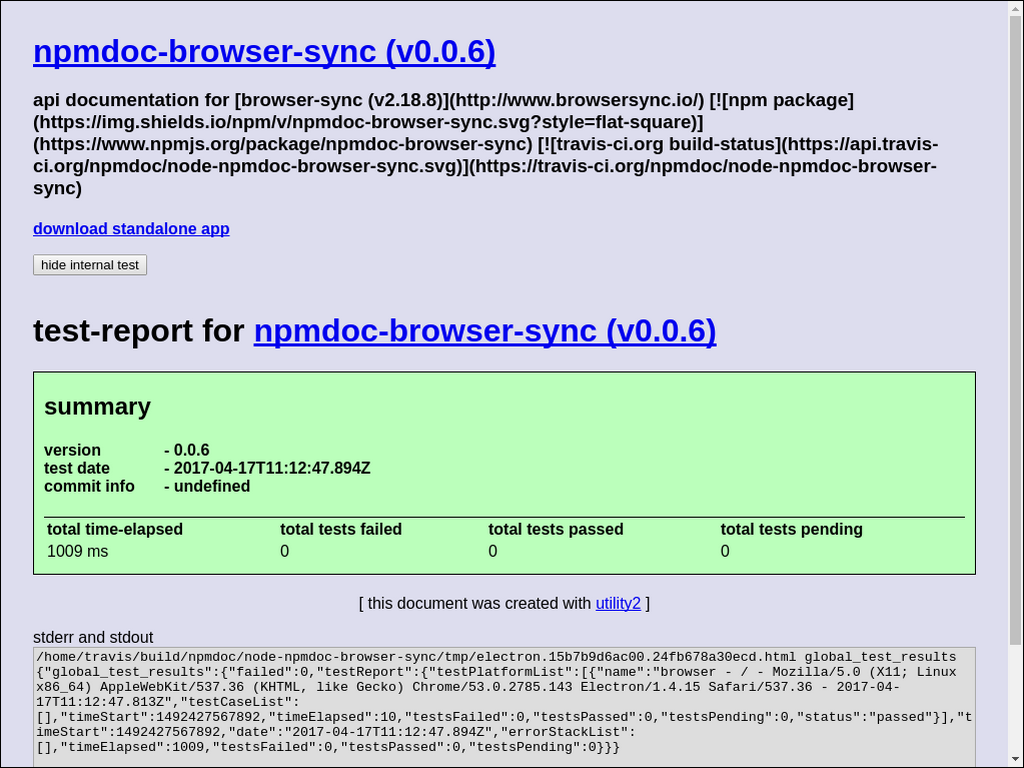 npmdoc-browser-sync (v0.0.6)
api documentation for [browser-sync (v2.18.8)](http://www.browsersync.io/) [![npm package]
(https://img.shields.io/npm/v/npmdoc-browser-sync.svg?style=flat-square)]
(https://www.npmjs.org/package/npmdoc-browser-sync) [![travis-ci.org build-status](https://api.travis-
ci.org/npmdoc/node-npmdoc-browser-sync.svg)](https://travis-ci.org/npmdoc/node-npmdoc-browser-
sync)
download standalone app
hide internal test
test-report for npmdoc-browser-sync (v0.0.6)
summary
version - 0.0.6
test date - 2017-04-17T11:12:47.894Z
commit info - undefined
total time-elapsed total tests failed total tests passed total tests pending
1009 ms 0 0 0
[ this document was created with utility2 ]
stderr and stdout
/home/travis/build/npmdoc/node-npmdoc-browser-sync/tmp/electron.15b7b9d6ac00.24fb678a30ecd.html global_test_results
{"global_test_results":{"failed":0,"testReport":{"testPlatformList":[{"name":"browser - / - Mozilla/5.0 (X11; Linux
x86_64) AppleWebKit/537.36 (KHTML, like Gecko) Chrome/53.0.2785.143 Electron/1.4.15 Safari/537.36 - 2017-04-
17T11:12:47.813Z","testCaseList":
[],"timeStart":1492427567892,"timeElapsed":10,"testsFailed":0,"testsPassed":0,"testsPending":0,"status":"passed"}],"t
imeStart":1492427567892,"date":"2017-04-17T11:12:47.894Z","errorStackList":
[],"timeElapsed":1009,"testsFailed":0,"testsPassed":0,"testsPending":0}}}